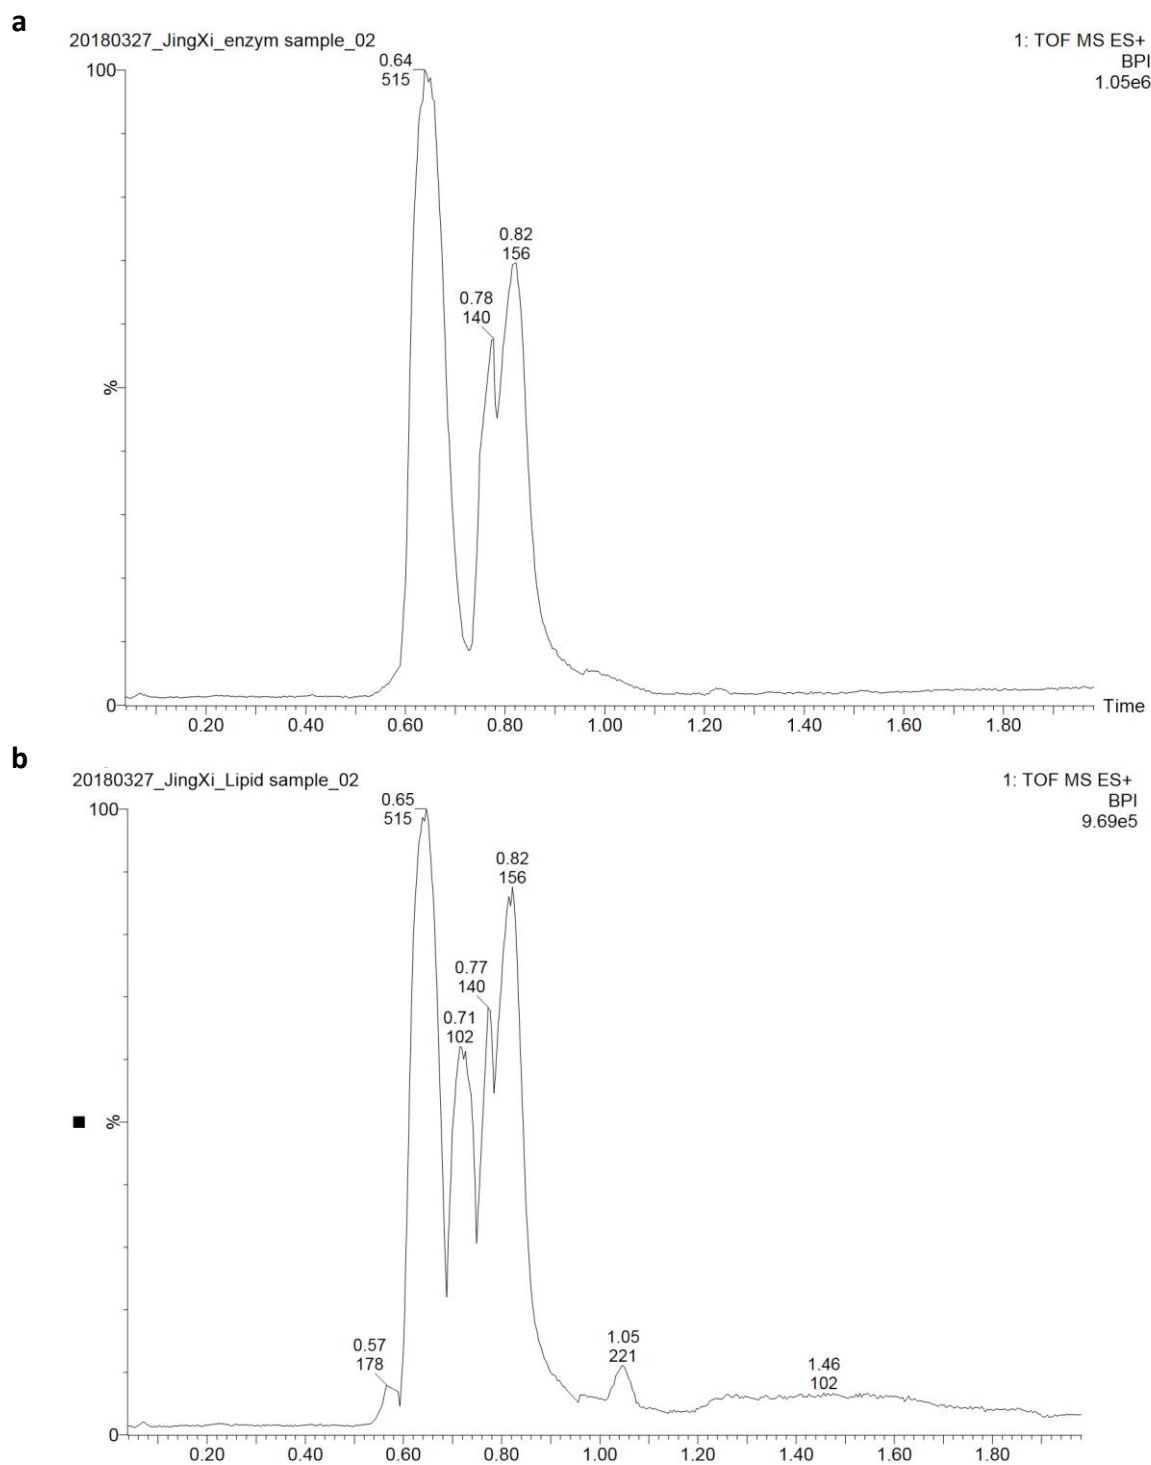 a
20180327_JingXi_enzym sample_02
1: TOF MS ES+
BPI
1.05e6
100
%
0
0.64
515
0.78
140
0.82
156
0.20 0.40 0.60 0.80 1.00 1.20 1.40 1.60 1.80
Time
b
20180327_JingXi_Lipid sample_02
1: TOF MS ES+
BPI
9.69e5
100
%
0
0.57
178
0.65
515
0.71
102
0.77
140
0.82
156
1.05
221
1.46
102
0.20 0.40 0.60 0.80 1.00 1.20 1.40 1.60 1.80